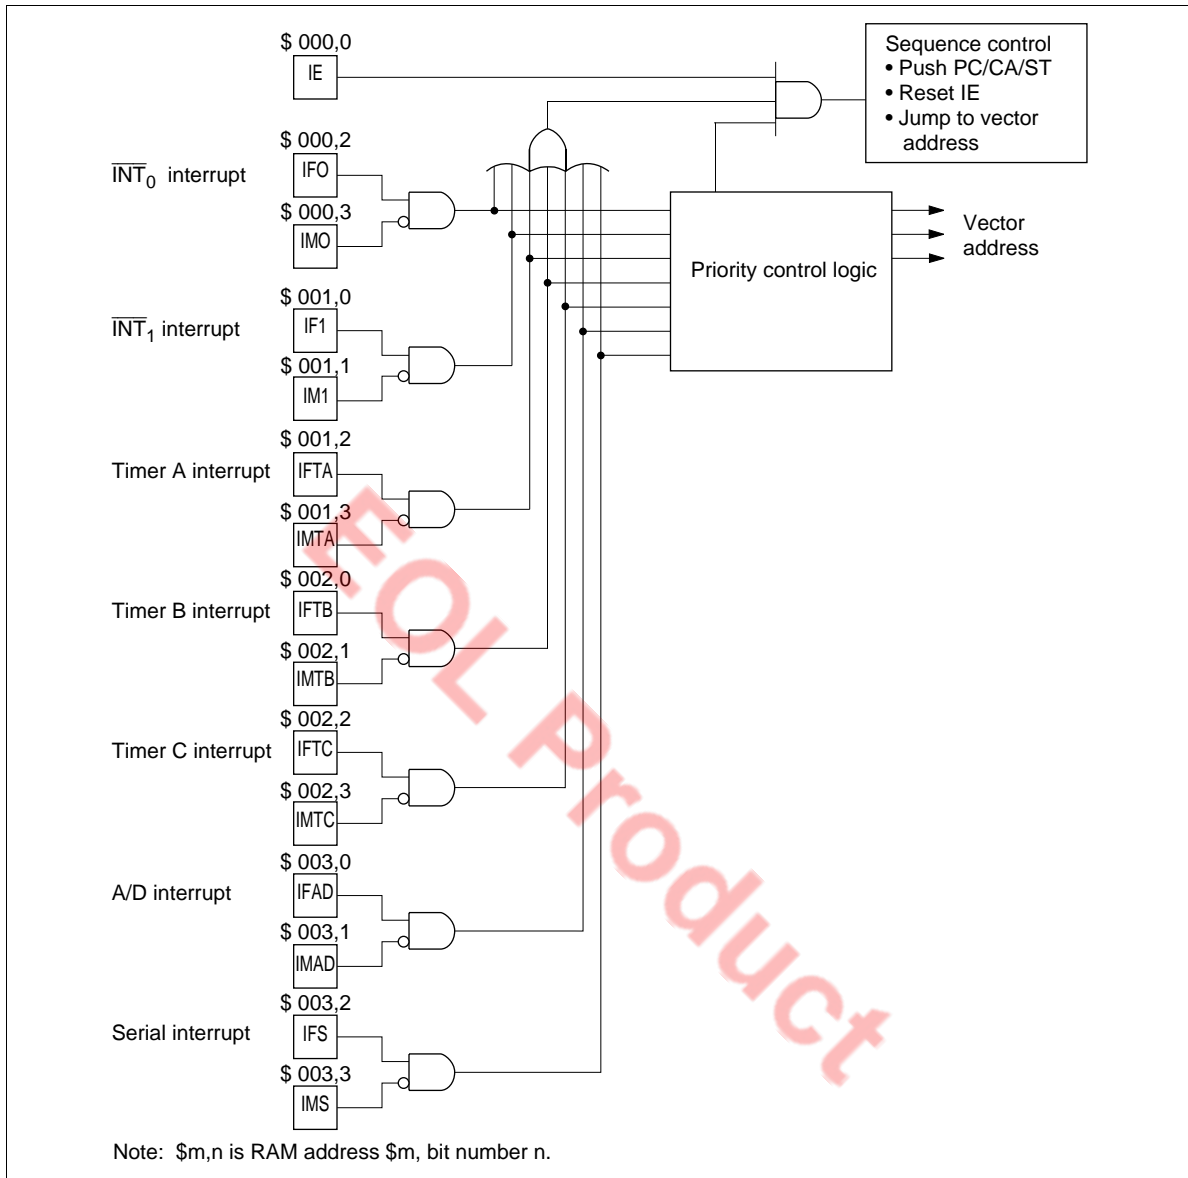 $ 000,0
IE
Sequence control
• Push PC/CA/ST
• Reset IE
• Jump to vector
address
$ 000,2
INT0 interrupt
IFO
$ 000,3
IMO
Priority control logic
Vector
address
$ 001,0
INT1 interrupt
IF1
$ 001,1
IM1
$ 001,2
Timer A interrupt
IFTA
$ 001,3
IMTA
$ 002,0
Timer B interrupt
IFTB
$ 002,1
IMTB
$ 002,2
Timer C interrupt
IFTC
$ 002,3
IMTC
$ 003,0
A/D interrupt
IFAD
$ 003,1
IMAD
$ 003,2
Serial interrupt
IFS
$ 003,3
IMS
Note: $m,n is RAM address $m, bit number n.
EOL Product